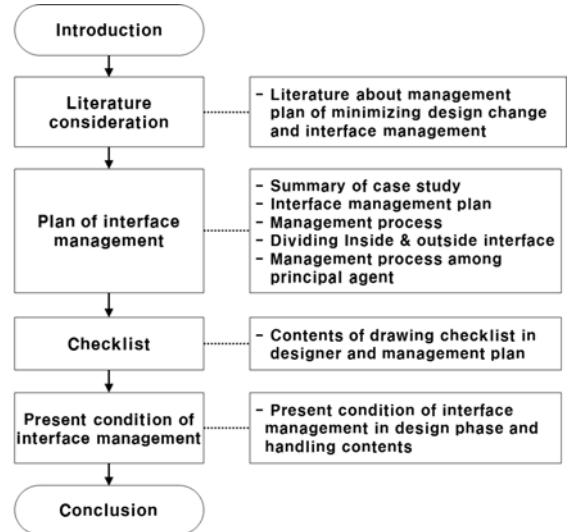 Introduction
Literature
consideration
- Literature about management
plan of minimizing design change
and interface management
Plan of interface
management
- Summary of case study
- Interface management plan
- Management process
- Dividing Inside & outside interface
- Management process among
principal agent
Checklist
- Contents of drawing checklist in
designer and management plan
Present condition of
interface management
- Present condition of interface
management in design phase and
handling contents
Conclusion